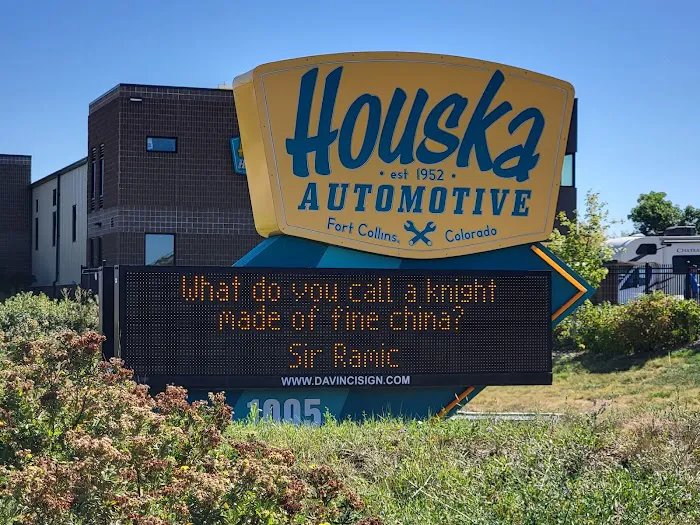 Houska
• est 1952 •
AUTOMOTIVE
Fort Collins, Colorado
What do you call a knight
made of fine china?
Sir Ramic
WWW.DAVINCISIGN.COM
1005